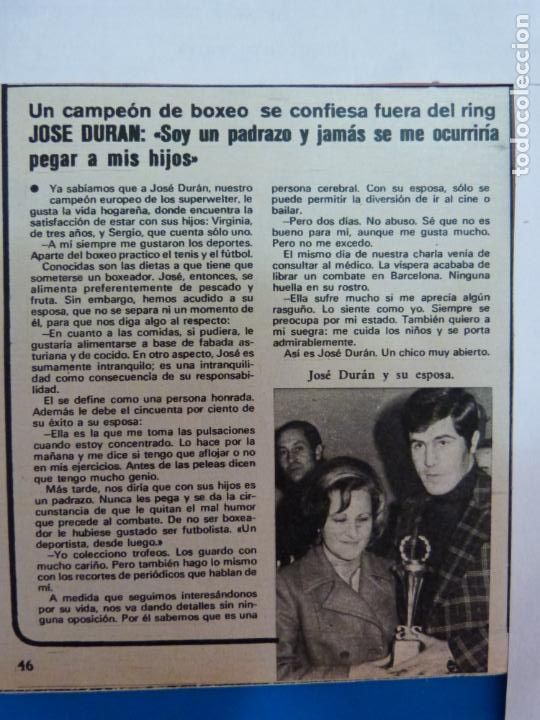 Un campeón de boxeo se confiesa fuera del ring
JOSE DURAN: «Soy un padrazo y jamás se me ocurriría
pegar a mis hijos»
● Ya sabíamos que a José Durán, nuestro
campeón europeo de los superwelter, le
gusta la vida hogareña, donde encuentra la
satisfacción de estar con sus hijos: Virginia,
de tres años, y Sergio, que cuenta sólo uno.
—A mí siempre me gustaron los deportes.
Aparte del boxeo practico el tenis y el fútbol.
Conocidas son las dietas a que tiene que
someterse un boxeador. José, entonces, se
alimenta preferentemente de pescado y
fruta. Sin embargo, hemos acudido a su
esposa, que no se separa ni un momento de
él, para que nos diga algo al respecto:
—En cuanto a las comidas, si pudiera, le
gustaría alimentarse a base de fabada as-
turiana y de cocido. En otro aspecto, José es
sumamente intranquilo; es una intranquili-
dad como consecuencia de su responsabi-
lidad.
El se define como una persona honrada.
Además le debe el cincuenta por ciento de
su éxito a su esposa:
—Ella es la que me toma las pulsaciones
cuando estoy concentrado. Lo hace por la
mañana y me dice si tengo que aflojar o no
en mis ejercicios. Antes de las peleas dicen
que tengo mucho genio.
Más tarde, nos diría que con sus hijos es
un padrazo. Nunca les pega y se da la cir-
cunstancia de que le quitan el mal humor
que precede al combate. De no ser boxea-
dor le hubiese gustado ser futbolista. «Un
deportista, desde luego.»
—Yo colecciono trofeos. Los guardo con
mucho cariño. Pero también hago lo mismo
con los recortes de periódicos que hablan de
mí.
A medida que seguimos interesándonos
por su vida, nos va dando detalles sin nin-
guna oposición. Por él sabemos que es una
persona cerebral. Con su esposa, sólo se
puede permitir la diversión de ir al cine o
bailar.
—Pero dos días. No abuso. Sé que no es
bueno para mí, aunque me gusta mucho.
Pero no me excedo.
El mismo día de nuestra charla venía de
consultar al médico. La víspera acababa de
librar un combate en Barcelona. Ninguna
huella en su rostro.
—Ella sufre mucho si me aprecia algún
rasguño. Lo siente como yo. Siempre se
preocupa por mi estado. También quiero a
mi suegra: me cuida los niños y se porta
admirablemente.
Así es José Durán. Un chico muy abierto.
José Durán y su esposa.
as
46
todocoleccion